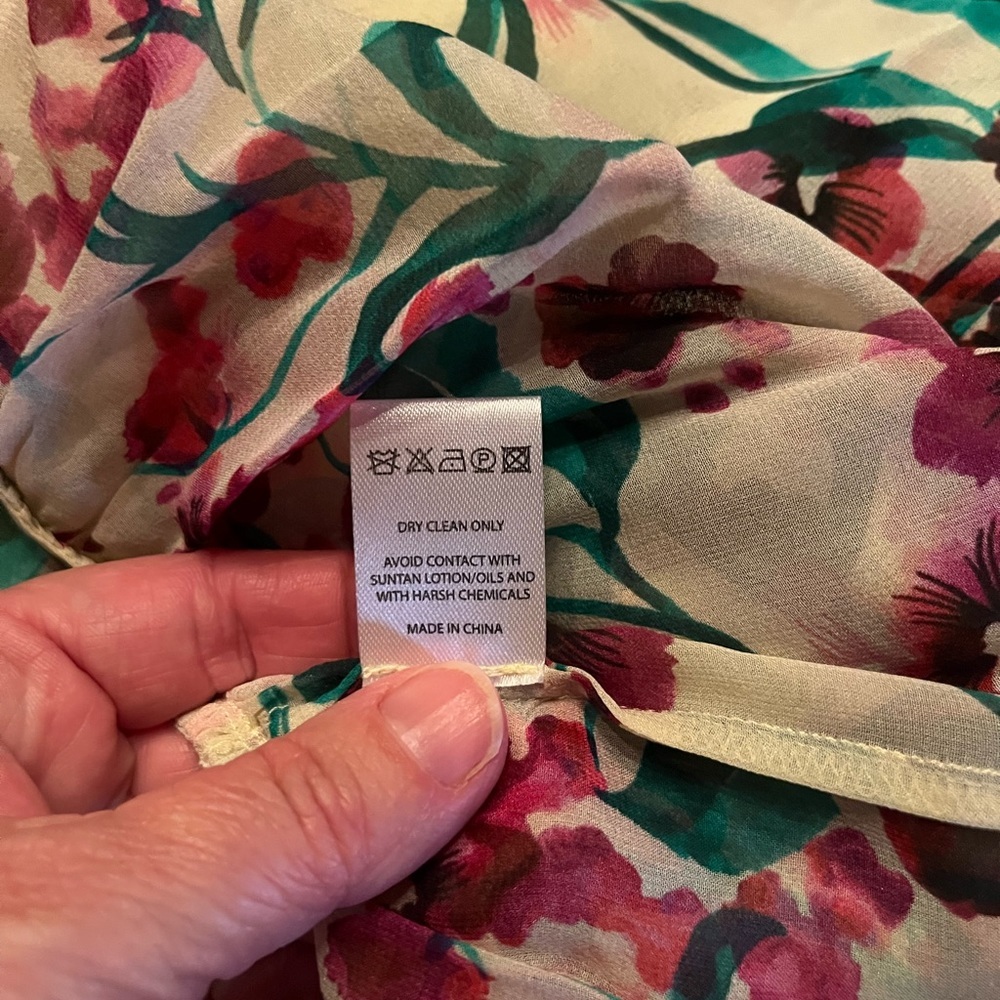 P
DRY CLEAN ONLY
AVOID CONTACT WITH
SUNTAN LOTION/OILS AND
WITH HARSH CHEMICALS
MADE IN CHINA